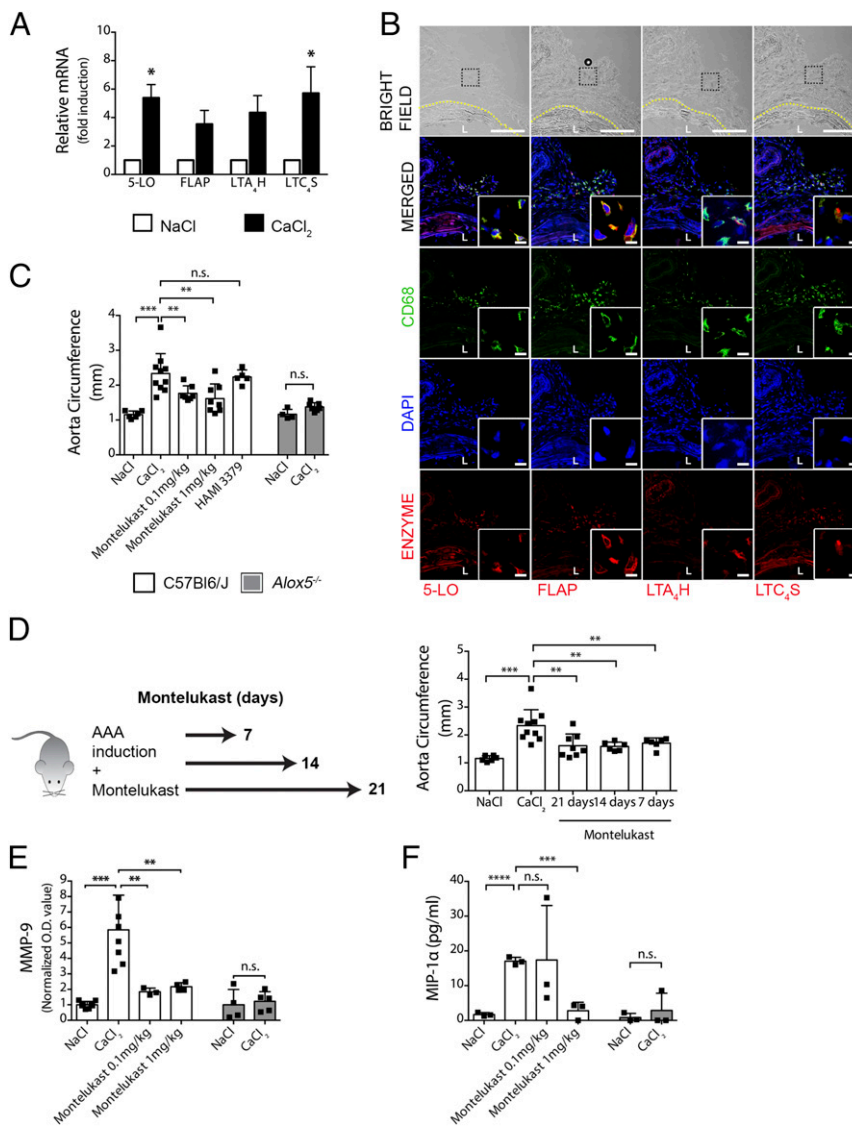 A
Relative mRNA
(fold induction)
10
8
6
4
2
0
*
*
5-LO FLAP LTA4H LTC4S
NaCl CaCl2
B
BRIGHT
FIELD
MERGED
CD68
DAPI
ENZYME
L L L L
L L L L
L L L L
L L L L
L L L L
5-LO FLAP LTA4H LTC4S
C
Aorta Circumference
(mm)
4
3
2
1
0
n.s.
**
*** **
n.s.
NaCl
CaCl2
Montelukast 0.1mg/kg
Montelukast 1mg/kg
HAMI 3379
NaCl
CaCl2
C57Bl6/J Alox5-/-
D
Montelukast (days)
AAA
induction
+
Montelukast
7
14
21
Aorta Circumference
(mm)
5
4
3
2
1
0
**
**
*** **
NaCl CaCl2 21 days 14 days 7 days
Montelukast
E
MMP-9
(Normalized O.D. value)
10
9
8
7
6
5
4
3
2
1
0
**
*** **
n.s.
NaCl
CaCl2
Montelukast 0.1mg/kg
Montelukast 1mg/kg
NaCl
CaCl2
F
MIP-1α (pg/ml)
40
30
20
10
0
***
**** n.s.
n.s.
NaCl
CaCl2
Montelukast 0.1mg/kg
Montelukast 1mg/kg
NaCl
CaCl2